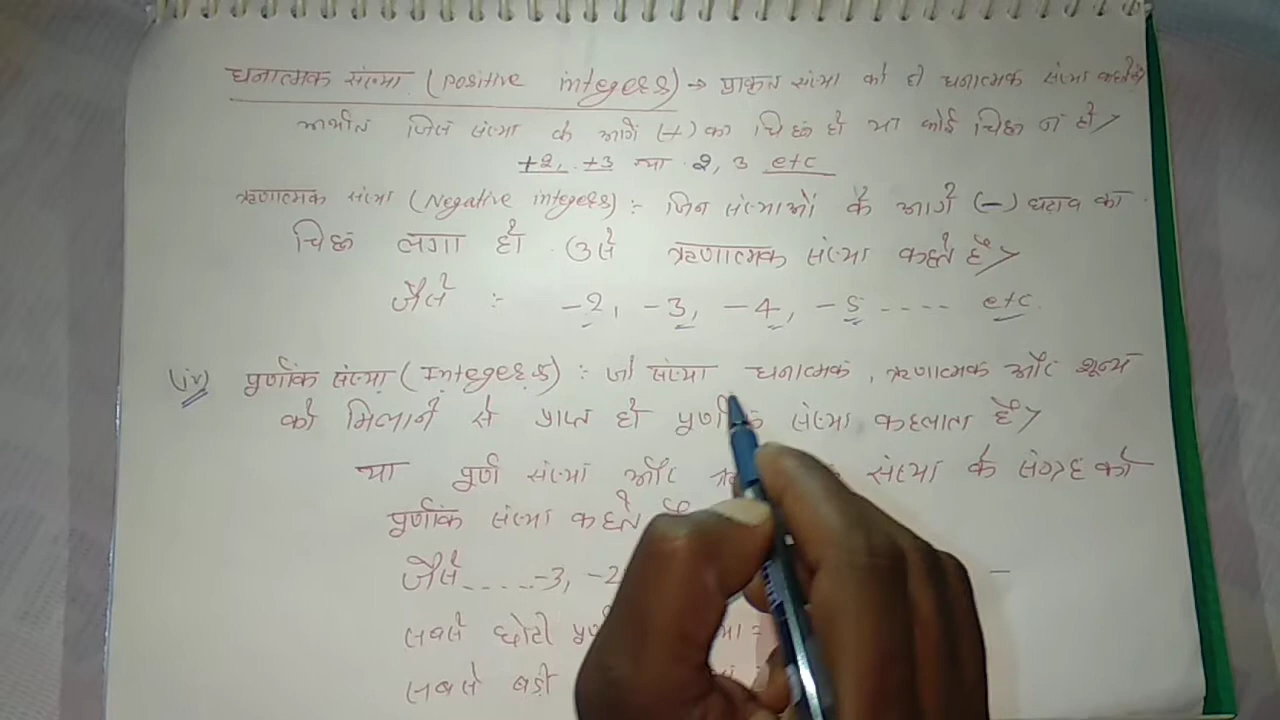 धनात्मक संख्या (Positive integers) → प्राकृत संख्या को ही धनात्मक संख्या कहते है
अर्थात जिस संख्या के आगे (+) का चिह्न हो या कोई चिह्न न हो>
+2, +3 या 2, 3 etc
ऋणात्मक संख्या (Negative integers) :- जिन संख्याओं के आगे (-) घटाव का
चिह्न लगा हो उसे ऋणात्मक संख्या कहते है>
जैसे :- -2, -3, -4, -5 ---- etc.
(iv) पूर्णांक संख्या (Integers) :- जो संख्या धनात्मक, ऋणात्मक और शून्य
को मिलाने से प्राप्त हो पूर्णांक संख्या कहलाता है>
या पूर्ण संख्या और संख्या के संग्रह को
पूर्णांक संख्या कहते है
जैसे -----3, -2
सबसे छोटी
सबसे बड़ी